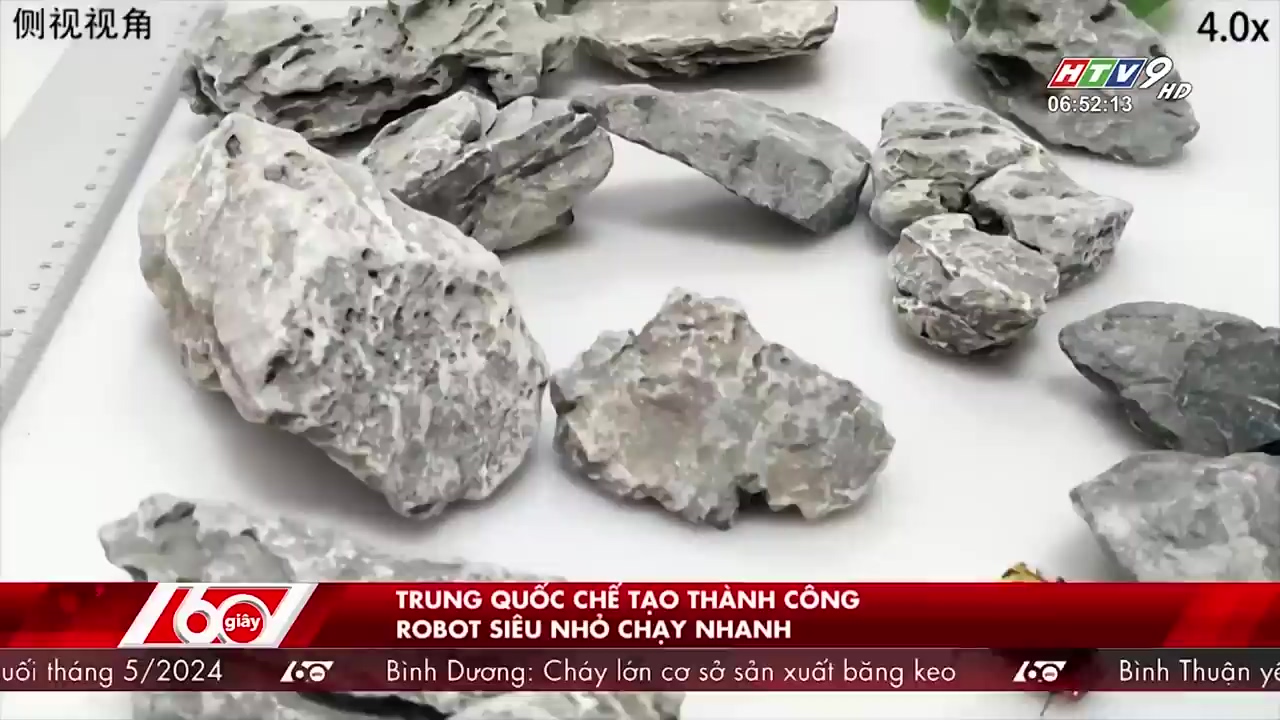 侧视视角
4.0x
HTV9 HD
06:52:13
60 giây
TRUNG QUỐC CHẾ TẠO THÀNH CÔNG
ROBOT SIÊU NHỎ CHẠY NHANH
uối tháng 5/2024 60 Bình Dương: Cháy lớn cơ sở sản xuất băng keo 60 Bình Thuận yê